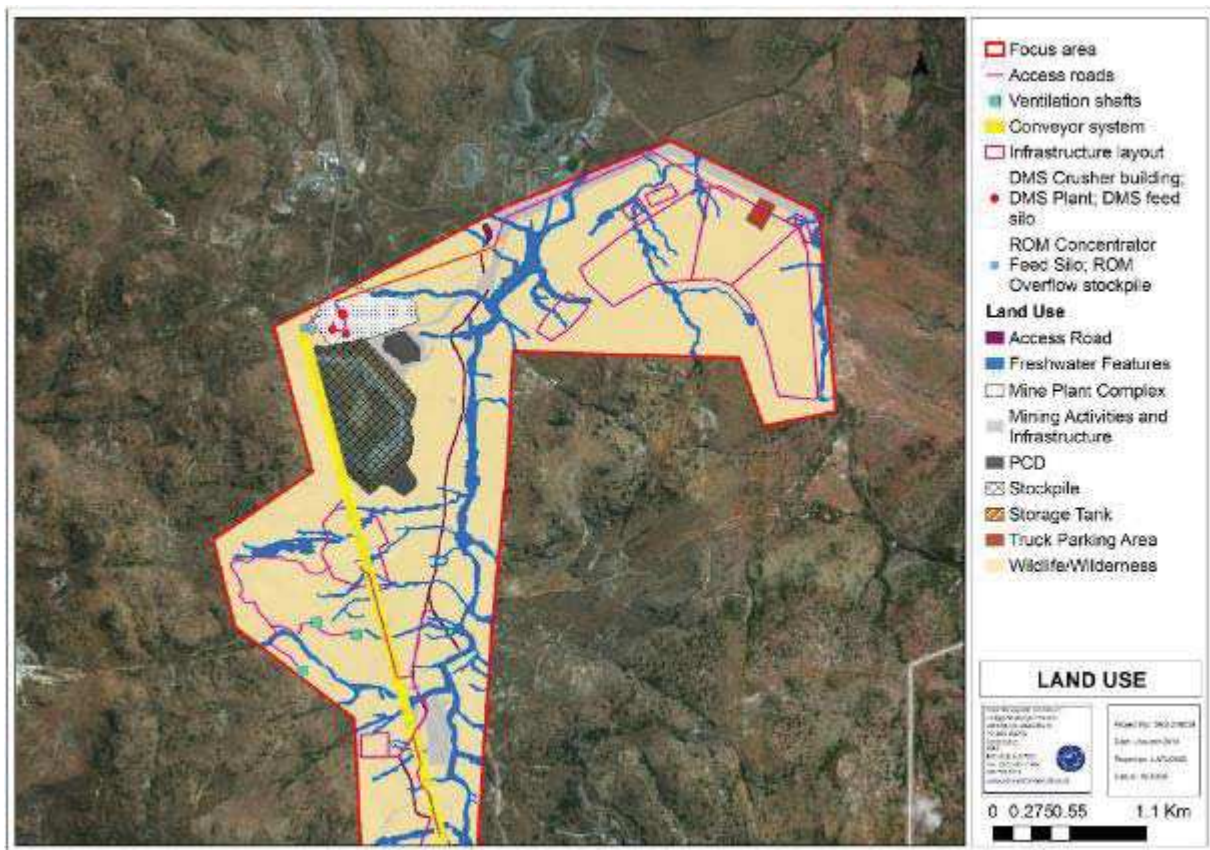 Focus area
Access roads
Ventilation shafts
Conveyor system
Infrastructure layout
DMS Crusher building;
DMS Plant; DMS feed
silo
ROM Concentrator
Feed Silo; ROM
Overflow stockpile
Land Use
Access Road
Freshwater Features
Mine Plant Complex
Mining Activities and
Infrastructure
PCD
Stockpile
Storage Tank
Truck Parking Area
Wildlife/Wilderness
LAND USE
0 0.2750.55 1.1 Km